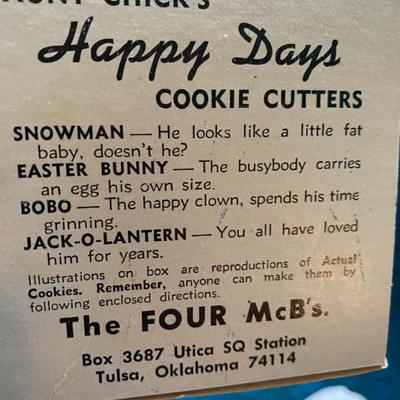 AUNT CHICK'S
Happy Days
COOKIE CUTTERS
SNOWMAN — He looks like a little fat
baby, doesn't he?
EASTER BUNNY — The busybody carries
an egg his own size.
BOBO — The happy clown, spends his time
grinning.
JACK-O-LANTERN — You all have loved
him for years.
Illustrations on box are reproductions of Actual
Cookies. Remember, anyone can make them by
following enclosed directions.
The FOUR McB's.
Box 3687 Utica SQ Station
Tulsa, Oklahoma 74114